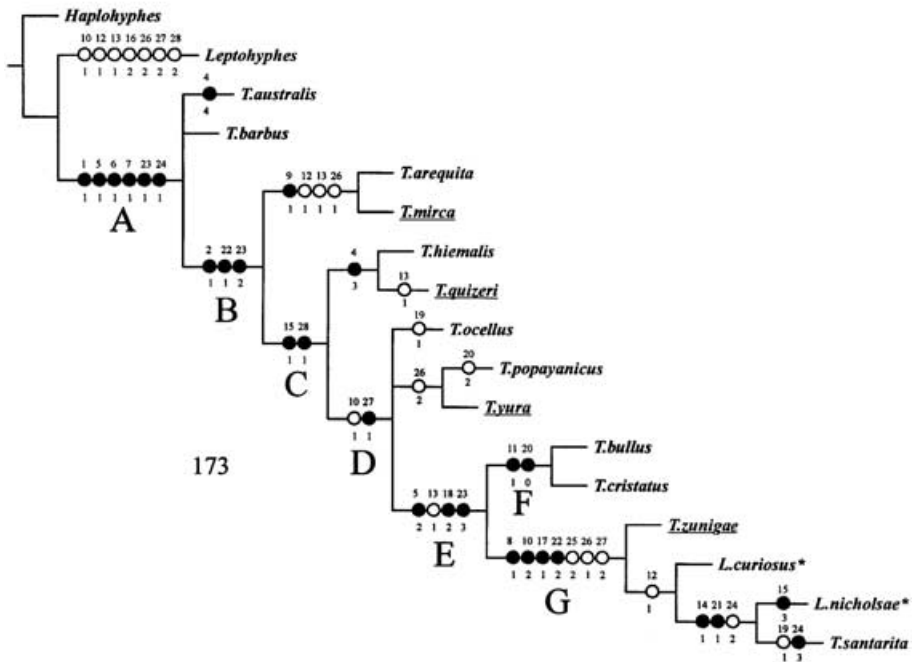 Haplohyphes
10 12 13 16 26 27 28
Leptohyphes
1 1 1 2 2 2 2
4
T.australis
4
T.barbus
1 5 6 7 23 24
1 1 1 1 1 1
A
9 12 13 26
1 1 1 1
T.arequita
T.mirca
2 22 23
1 1 2
B
4
3
T.hiemalis
13
1
T.quizeri
15 28
1 1
C
19
1
T.ocellus
26
2
20
2
T.popayanicus
T.yura
10 27
1 1
D
173
11 20
1 0
F
T.bullus
T.cristatus
5 13 18 23
2 1 2 3
E
T.zunigae
8 10 17 22 25 26 27
1 2 1 2 2 1 2
G
12
1
L.curiosus*
14 21 24
1 1 2
15
3
L.nicholsae*
19 24
1 3
T.santarita